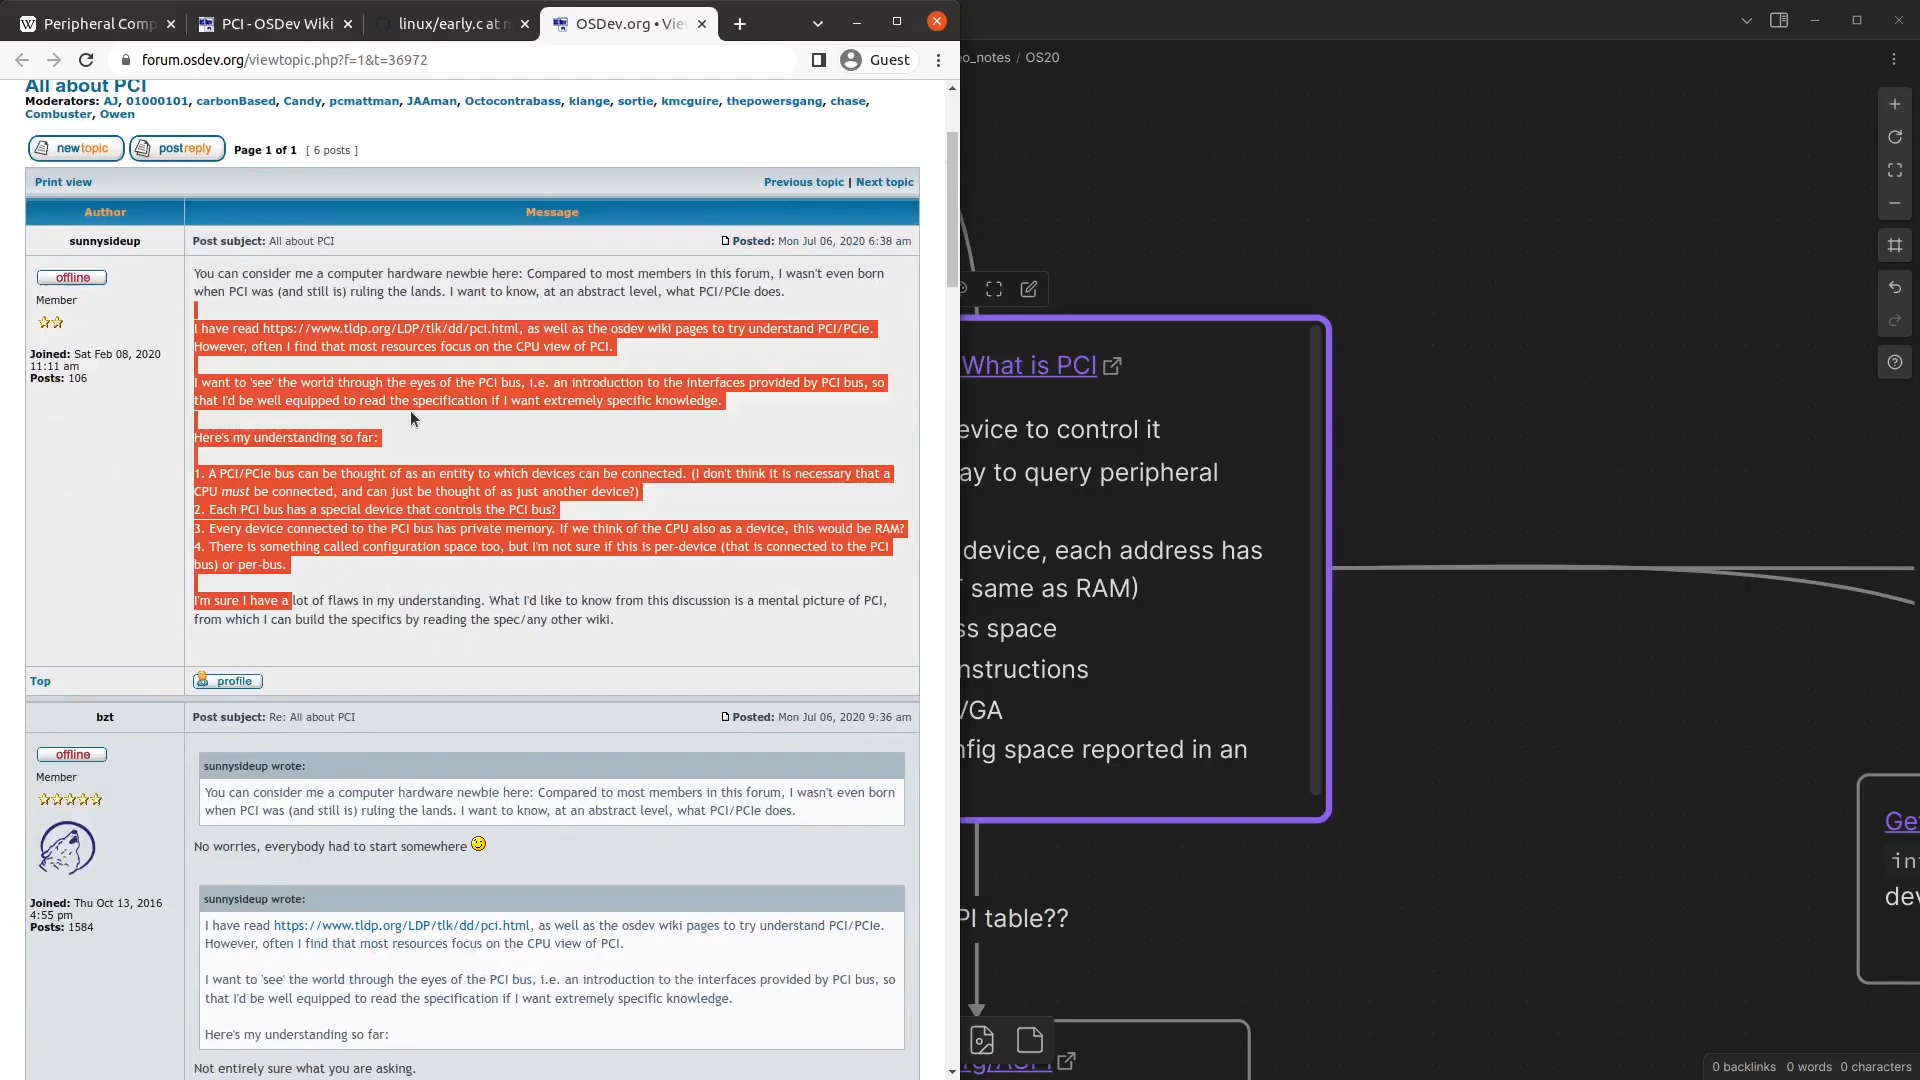 Peripheral Comp
PCI - OSDev Wiki
linux/early.c at m
OSDev.org • Vie
forum.osdev.org/viewtopic.php?f=1&t=36972
Guest
eo_notes / OS20
All about PCI
Moderators: AJ, 01000101, carbonBased, Candy, pcmattman, JAAman, Octocontrabass, klange, sortie, kmcguire, thepowersgang, chase,
Combuster, Owen
newtopic
postreply
Page 1 of 1 [ 6 posts ]
Print view
Previous topic | Next topic
Author
Message
sunnysideup
Post subject: All about PCI
Posted: Mon Jul 06, 2020 6:38 am
offline
Member
Joined: Sat Feb 08, 2020
11:11 am
Posts: 106
You can consider me a computer hardware newbie here: Compared to most members in this forum, I wasn't even born
when PCI was (and still is) ruling the lands. I want to know, at an abstract level, what PCI/PCIe does.
I have read https://www.tldp.org/LDP/tlk/dd/pci.html, as well as the osdev wiki pages to try understand PCI/PCIe.
However, often I find that most resources focus on the CPU view of PCI.
I want to 'see' the world through the eyes of the PCI bus, i.e. an introduction to the interfaces provided by PCI bus, so
that I'd be well equipped to read the specification if I want extremely specific knowledge.
Here's my understanding so far:
1. A PCI/PCIe bus can be thought of as an entity to which devices can be connected. (I don't think it is necessary that a
CPU must be connected, and can just be thought of as just another device?)
2. Each PCI bus has a special device that controls the PCI bus?
3. Every device connected to the PCI bus has private memory. If we think of the CPU also as a device, this would be RAM?
4. There is something called configuration space too, but I'm not sure if this is per-device (that is connected to the PCI
bus) or per-bus.
I'm sure I have a lot of flaws in my understanding. What I'd like to know from this discussion is a mental picture of PCI,
from which I can build the specifics by reading the spec/any other wiki.
Top
profile
bzt
Post subject: Re: All about PCI
Posted: Mon Jul 06, 2020 9:36 am
offline
Member
Joined: Thu Oct 13, 2016
4:55 pm
Posts: 1584
sunnysideup wrote:
You can consider me a computer hardware newbie here: Compared to most members in this forum, I wasn't even born
when PCI was (and still is) ruling the lands. I want to know, at an abstract level, what PCI/PCIe does.
No worries, everybody had to start somewhere
sunnysideup wrote:
I have read https://www.tldp.org/LDP/tlk/dd/pci.html, as well as the osdev wiki pages to try understand PCI/PCIe.
However, often I find that most resources focus on the CPU view of PCI.
I want to 'see' the world through the eyes of the PCI bus, i.e. an introduction to the interfaces provided by PCI bus, so
that I'd be well equipped to read the specification if I want extremely specific knowledge.
Here's my understanding so far:
Not entirely sure what you are asking.
What is PCI
evice to control it
ay to query peripheral
device, each address has
same as RAM)
ss space
nstructions
/GA
nfig space reported in an
PI table??
Get
in
dev
0 backlinks 0 words 0 characters